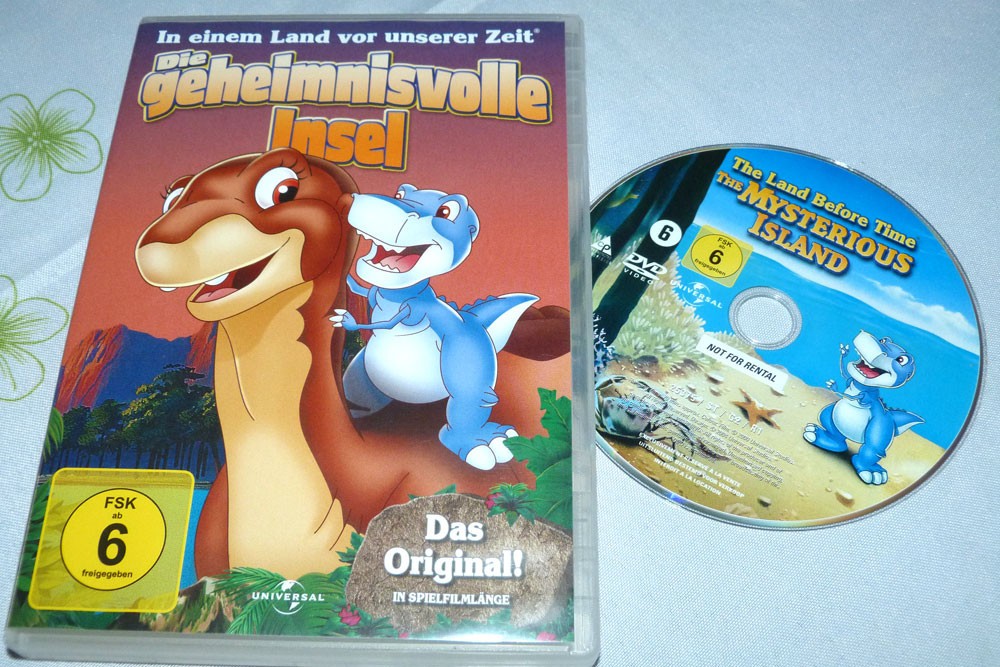 In einem Land vor unserer Zeit®
Die
geheimnisvolle
Insel
FSK
ab
6
freigegeben
Das
Original!
IN SPIELFILMLÄNGE
UNIVERSAL
The Land Before Time
THE MYSTERIOUS
ISLAND
6
FSK
ab
6
freigegeben
DVD
VIDEO
UNIVERSAL
NOT FOR RENTAL